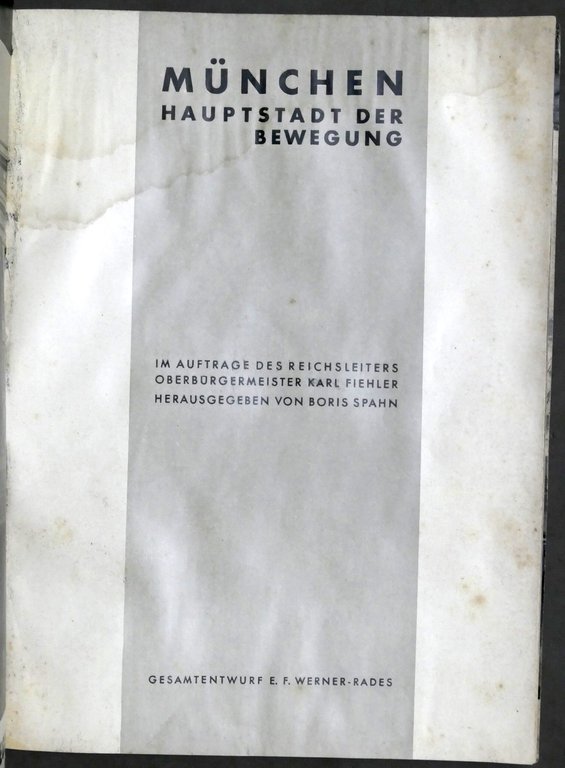 MÜNCHEN
HAUPTSTADT DER
BEWEGUNG
IM AUFTRAGE DES REICHSLEITERS
OBERBÜRGERMEISTER KARL FIEHLER
HERAUSGEGEBEN VON BORIS SPAHN
GESAMTENTWURF E. F. WERNER-RADES